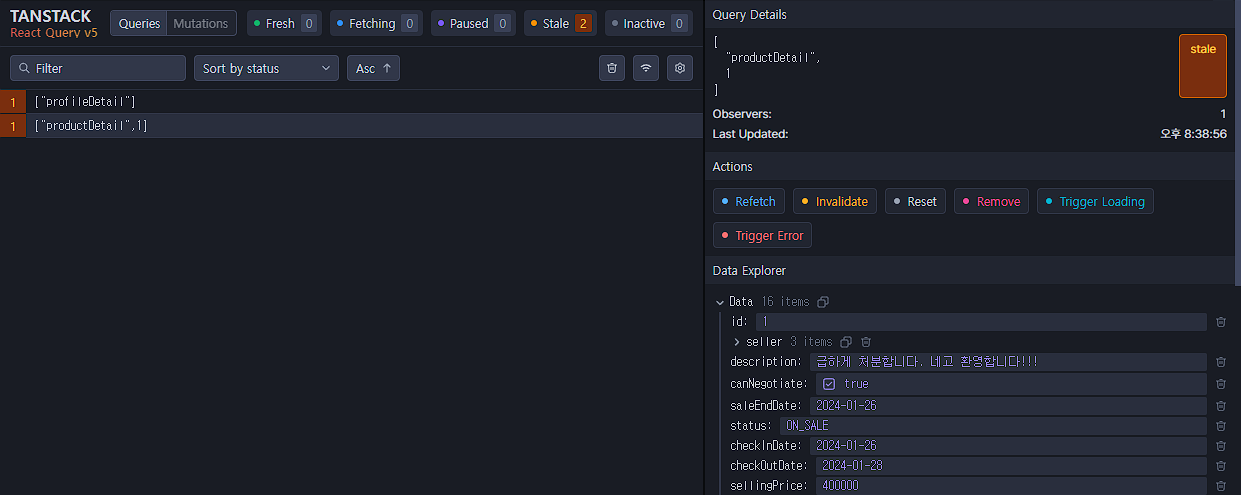 TANSTACK
React Query v5
Queries Mutations
Fresh 0
Fetching 0
Paused 0
Stale 2
Inactive 0
Filter
Sort by status
Asc
1 ["profileDetail"]
1 ["productDetail",1]
Query Details
[
"productDetail",
1
]
stale
Observers: 1
Last Updated: 오후 8:38:56
Actions
Refetch
Invalidate
Reset
Remove
Trigger Loading
Trigger Error
Data Explorer
Data 16 items
id: 1
seller 3 items
description: 급하게 처분합니다. 네고 환영합니다!!!
canNegotiate: true
saleEndDate: 2024-01-26
status: ON_SALE
checkInDate: 2024-01-26
checkOutDate: 2024-01-28
sellingPrice: 400000